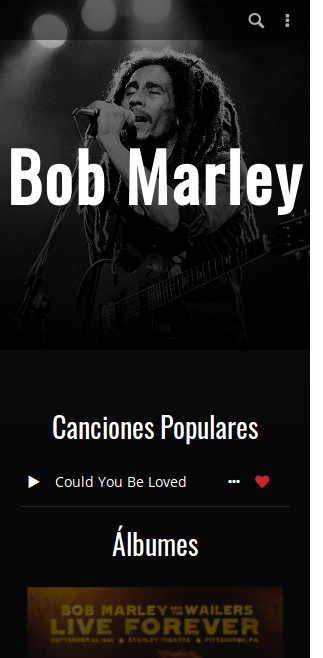 Bob Marley
Canciones Populares
Could You Be Loved
Álbumes
BOB MARLEY AND THE WAILERS
LIVE FOREVER
SEPTEMBER 23, 1980 • STANLEY THEATRE • PITTSBURGH, PA.